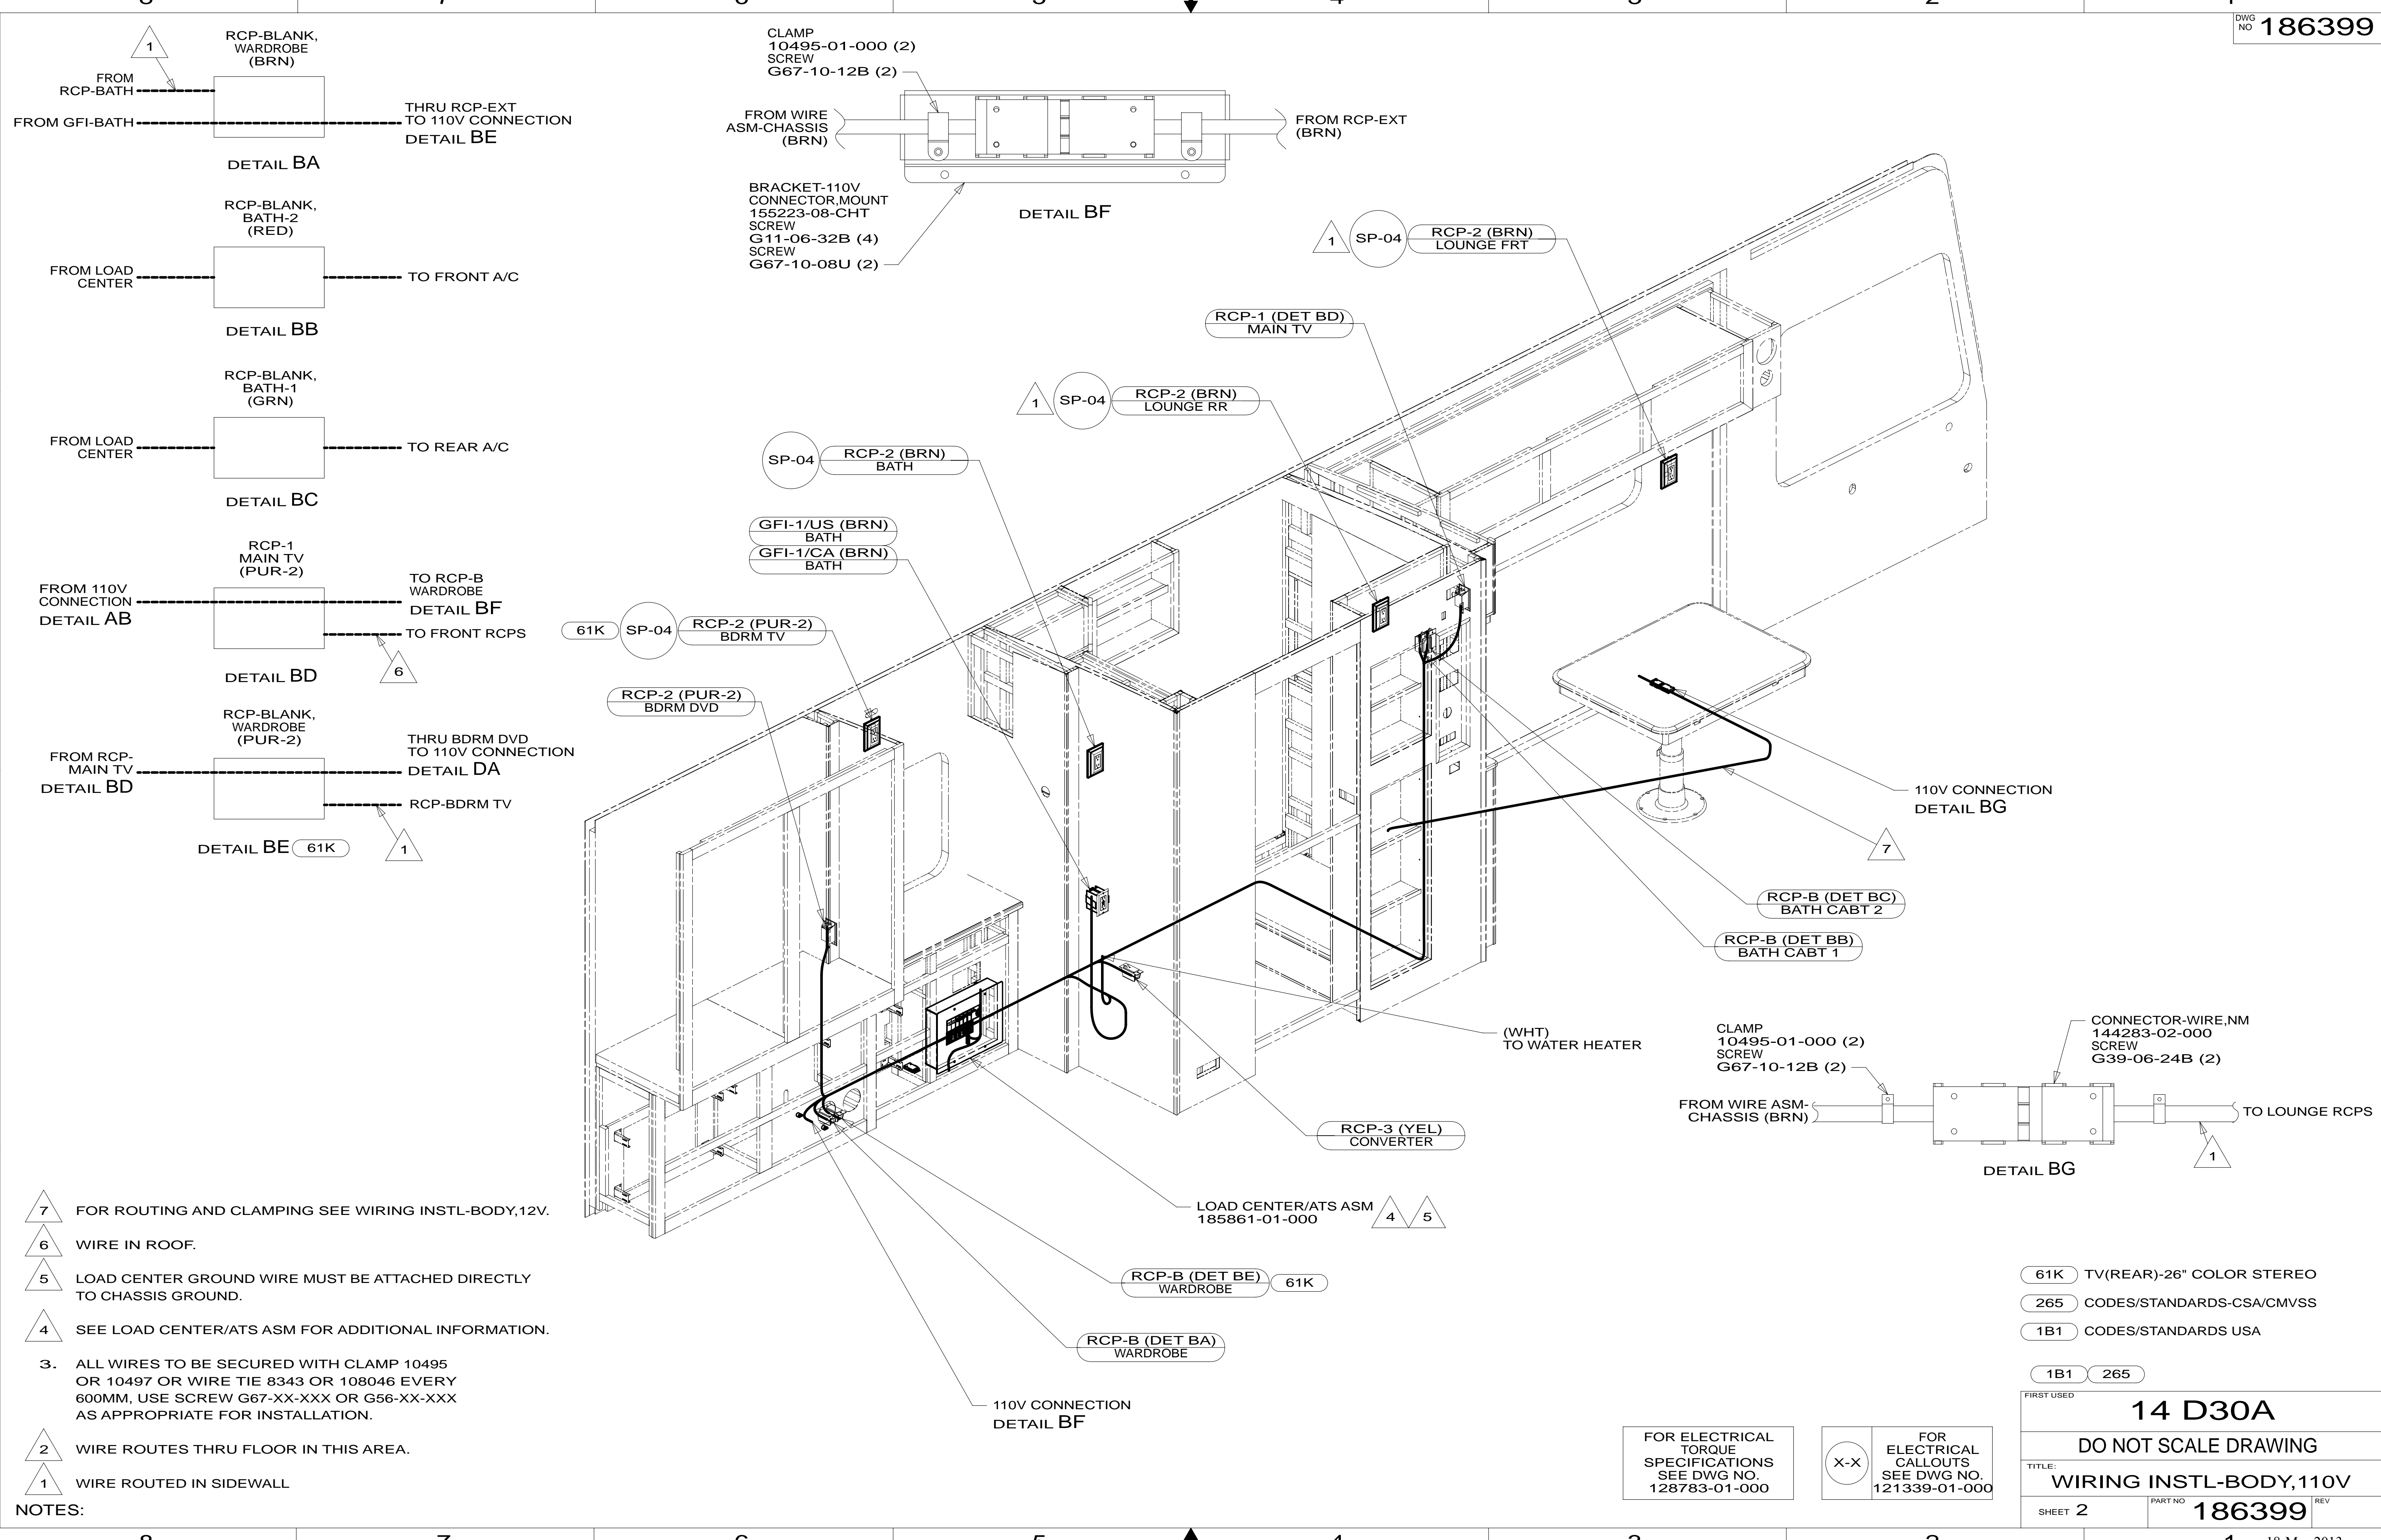 DWG
NO 186399
1
RCP-BLANK,
WARDROBE
(BRN)
FROM
RCP-BATH
FROM GFI-BATH
THRU RCP-EXT
TO 110V CONNECTION
DETAIL BE
DETAIL BA
RCP-BLANK,
BATH-2
(RED)
FROM LOAD
CENTER
TO FRONT A/C
DETAIL BB
RCP-BLANK,
BATH-1
(GRN)
FROM LOAD
CENTER
TO REAR A/C
DETAIL BC
RCP-1
MAIN TV
(PUR-2)
FROM 110V
CONNECTION
DETAIL AB
TO RCP-B
WARDROBE
DETAIL BF
TO FRONT RCPS
6
DETAIL BD
RCP-BLANK,
WARDROBE
(PUR-2)
FROM RCP-
MAIN TV
DETAIL BD
THRU BDRM DVD
TO 110V CONNECTION
DETAIL DA
RCP-BDRM TV
1
DETAIL BE 61K
CLAMP
10495-01-000 (2)
SCREW
G67-10-12B (2)
FROM WIRE
ASM-CHASSIS
(BRN)
FROM RCP-EXT
(BRN)
BRACKET-110V
CONNECTOR,MOUNT
155223-08-CHT
SCREW
G11-06-32B (4)
SCREW
G67-10-08U (2)
DETAIL BF
1 SP-04 RCP-2 (BRN)
LOUNGE FRT
RCP-1 (DET BD)
MAIN TV
1 SP-04 RCP-2 (BRN)
LOUNGE RR
SP-04 RCP-2 (BRN)
BATH
GFI-1/US (BRN)
BATH
GFI-1/CA (BRN)
BATH
61K SP-04 RCP-2 (PUR-2)
BDRM TV
RCP-2 (PUR-2)
BDRM DVD
110V CONNECTION
DETAIL BG
7
RCP-B (DET BC)
BATH CABT 2
RCP-B (DET BB)
BATH CABT 1
(WHT)
TO WATER HEATER
RCP-3 (YEL)
CONVERTER
LOAD CENTER/ATS ASM
185861-01-000
4 5
RCP-B (DET BE)
WARDROBE
61K
RCP-B (DET BA)
WARDROBE
110V CONNECTION
DETAIL BF
CLAMP
10495-01-000 (2)
SCREW
G67-10-12B (2)
CONNECTOR-WIRE,NM
144283-02-000
SCREW
G39-06-24B (2)
FROM WIRE ASM-
CHASSIS (BRN)
TO LOUNGE RCPS
1
DETAIL BG
7 FOR ROUTING AND CLAMPING SEE WIRING INSTL-BODY,12V.
6 WIRE IN ROOF.
5 LOAD CENTER GROUND WIRE MUST BE ATTACHED DIRECTLY
TO CHASSIS GROUND.
4 SEE LOAD CENTER/ATS ASM FOR ADDITIONAL INFORMATION.
3. ALL WIRES TO BE SECURED WITH CLAMP 10495
OR 10497 OR WIRE TIE 8343 OR 108046 EVERY
600MM, USE SCREW G67-XX-XXX OR G56-XX-XXX
AS APPROPRIATE FOR INSTALLATION.
2 WIRE ROUTES THRU FLOOR IN THIS AREA.
1 WIRE ROUTED IN SIDEWALL
NOTES:
61K TV(REAR)-26" COLOR STEREO
265 CODES/STANDARDS-CSA/CMVSS
1B1 CODES/STANDARDS USA
1B1 265
FOR ELECTRICAL
TORQUE
SPECIFICATIONS
SEE DWG NO.
128783-01-000
X-X
FOR
ELECTRICAL
CALLOUTS
SEE DWG NO.
121339-01-000
FIRST USED
14 D30A
DO NOT SCALE DRAWING
TITLE:
WIRING INSTL-BODY,110V
SHEET 2 PART NO 186399 REV